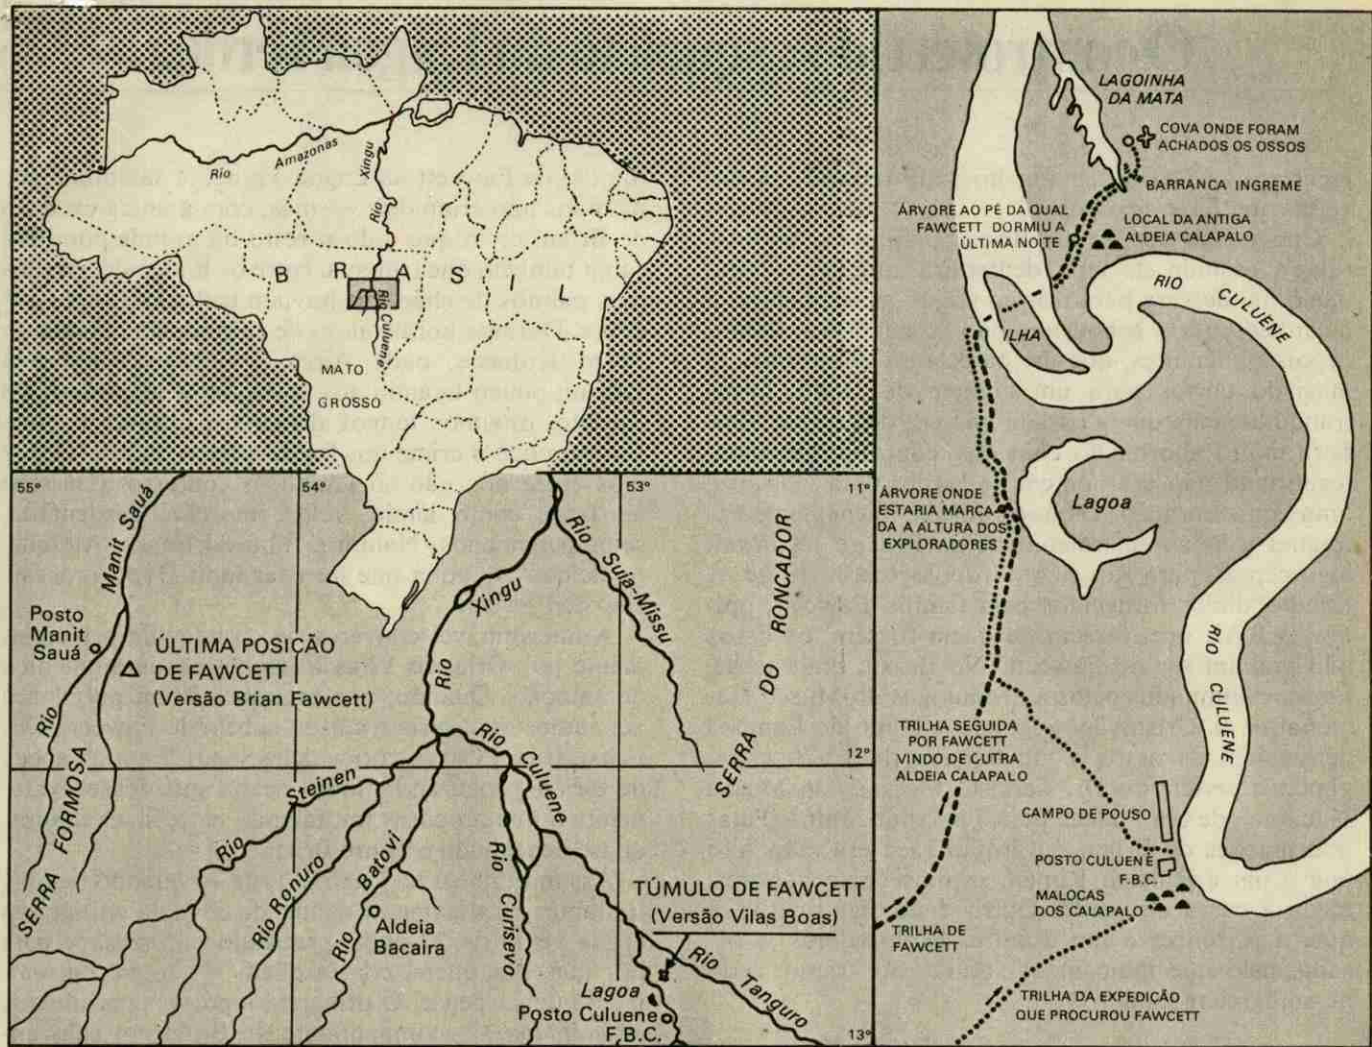 Rio Amazonas
Rio Xingu
BRASIL
Rio Culuene
MATO
GROSSO
55°
54°
53°
11°
Rio Manit Sauá
Posto
Manit
Sauá
ÚLTIMA POSIÇÃO
DE FAWCETT
(Versão Brian Fawcett)
SERRA FORMOSA
Rio Xingu
Rio Suia-Missu
SERRA DO RONCADOR
12°
Rio Steinen
Rio Culuene
Rio Ronuro
Rio Batovi
Aldeia
Bacaira
Rio Curisevo
TÚMULO DE FAWCETT
(Versão Vilas Boas)
Rio Tanguro
Lagoa
Posto Culuene
F.B.C.
13°
LAGOINHA
DA MATA
COVA ONDE FORAM
ACHADOS OS OSSOS
BARRANCA INGREME
ÁRVORE AO PÉ DA QUAL
FAWCETT DORMIU A
ÚLTIMA NOITE
LOCAL DA ANTIGA
ALDEIA CALAPALO
RIO CULUENE
ILHA
ÁRVORE ONDE
ESTARIA MARCA-
DA A ALTURA DOS
EXPLORADORES
Lagoa
RIO CULUENE
TRILHA SEGUIDA
POR FAWCETT
VINDO DE CUTRA
ALDEIA CALAPALO
CAMPO DE POUSO
POSTO CULUENE
F.B.C.
MALOCAS
DOS CALAPALO
TRILHA DE
FAWCETT
TRILHA DA EXPEDIÇÃO
QUE PROCUROU FAWCETT